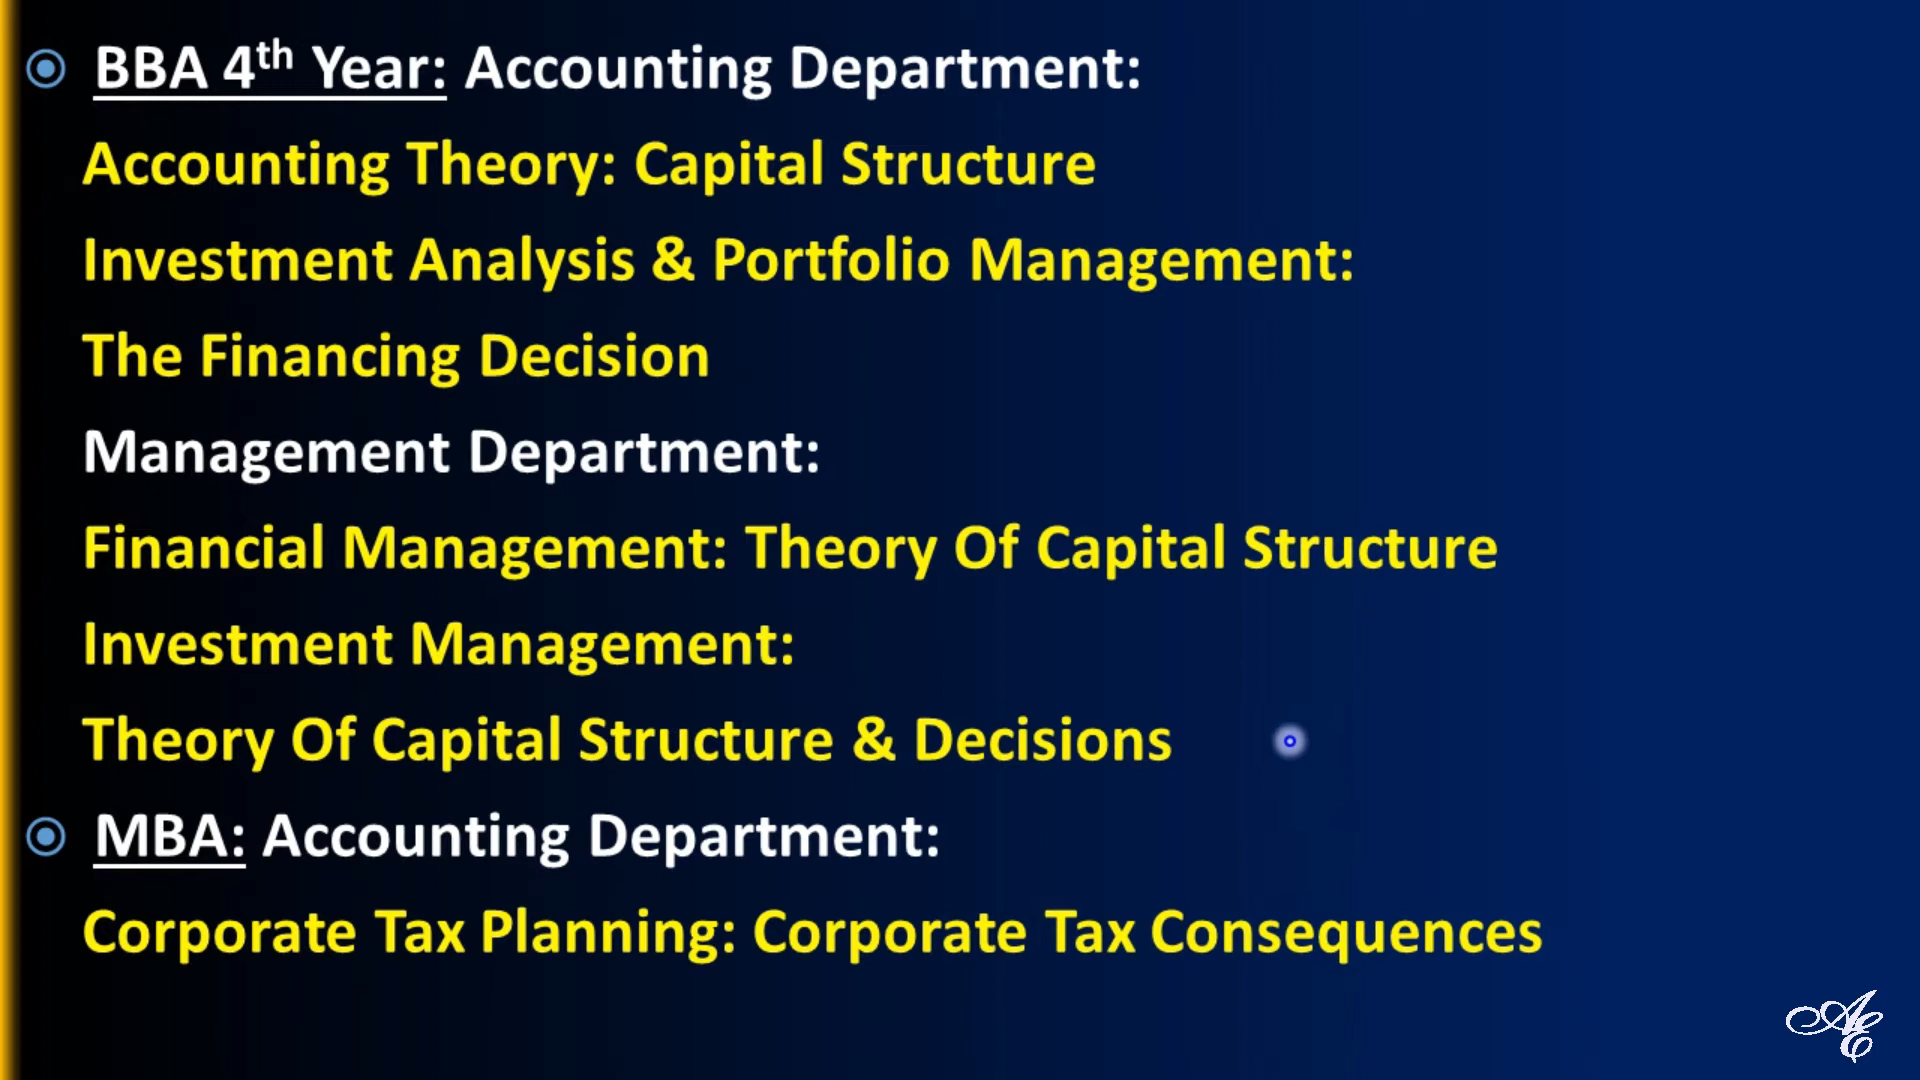 BBA 4th Year: Accounting Department:
Accounting Theory: Capital Structure
Investment Analysis & Portfolio Management:
The Financing Decision
Management Department:
Financial Management: Theory Of Capital Structure
Investment Management:
Theory Of Capital Structure & Decisions
MBA: Accounting Department:
Corporate Tax Planning: Corporate Tax Consequences
AE